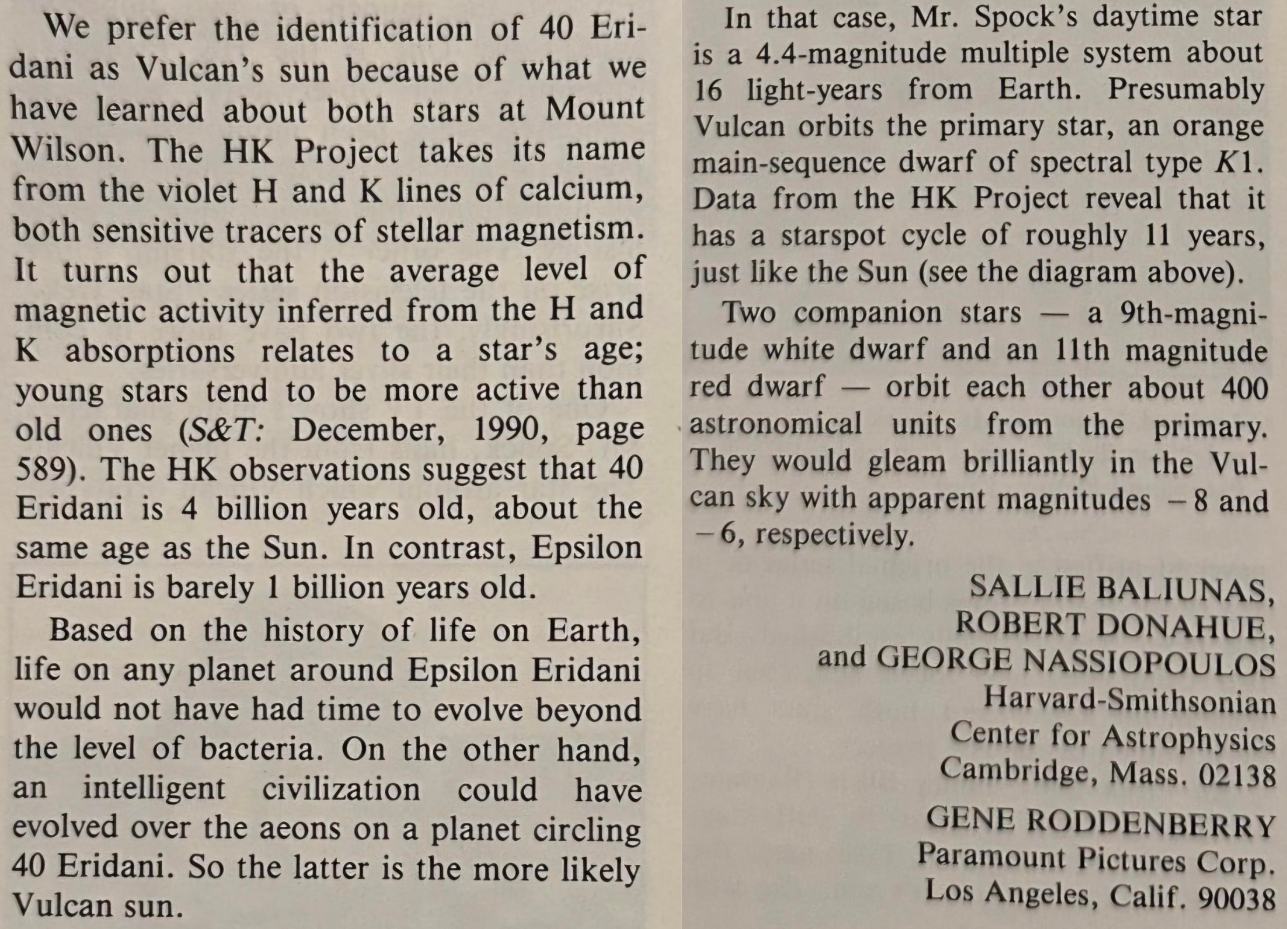 We prefer the identification of 40 Eri-
dani as Vulcan's sun because of what we
have learned about both stars at Mount
Wilson. The HK Project takes its name
from the violet H and K lines of calcium,
both sensitive tracers of stellar magnetism.
It turns out that the average level of
magnetic activity inferred from the H and
K absorptions relates to a star's age;
young stars tend to be more active than
old ones (S&T: December, 1990, page
589). The HK observations suggest that 40
Eridani is 4 billion years old, about the
same age as the Sun. In contrast, Epsilon
Eridani is barely 1 billion years old.
Based on the history of life on Earth,
life on any planet around Epsilon Eridani
would not have had time to evolve beyond
the level of bacteria. On the other hand,
an intelligent civilization could have
evolved over the aeons on a planet circling
40 Eridani. So the latter is the more likely
Vulcan sun.
In that case, Mr. Spock's daytime star
is a 4.4-magnitude multiple system about
16 light-years from Earth. Presumably
Vulcan orbits the primary star, an orange
main-sequence dwarf of spectral type K1.
Data from the HK Project reveal that it
has a starspot cycle of roughly 11 years,
just like the Sun (see the diagram above).
Two companion stars — a 9th-magni-
tude white dwarf and an 11th magnitude
red dwarf — orbit each other about 400
astronomical units from the primary.
They would gleam brilliantly in the Vul-
can sky with apparent magnitudes −8 and
−6, respectively.
SALLIE BALIUNAS,
ROBERT DONAHUE,
and GEORGE NASSIOPOULOS
Harvard-Smithsonian
Center for Astrophysics
Cambridge, Mass. 02138
GENE RODDENBERRY
Paramount Pictures Corp.
Los Angeles, Calif. 90038